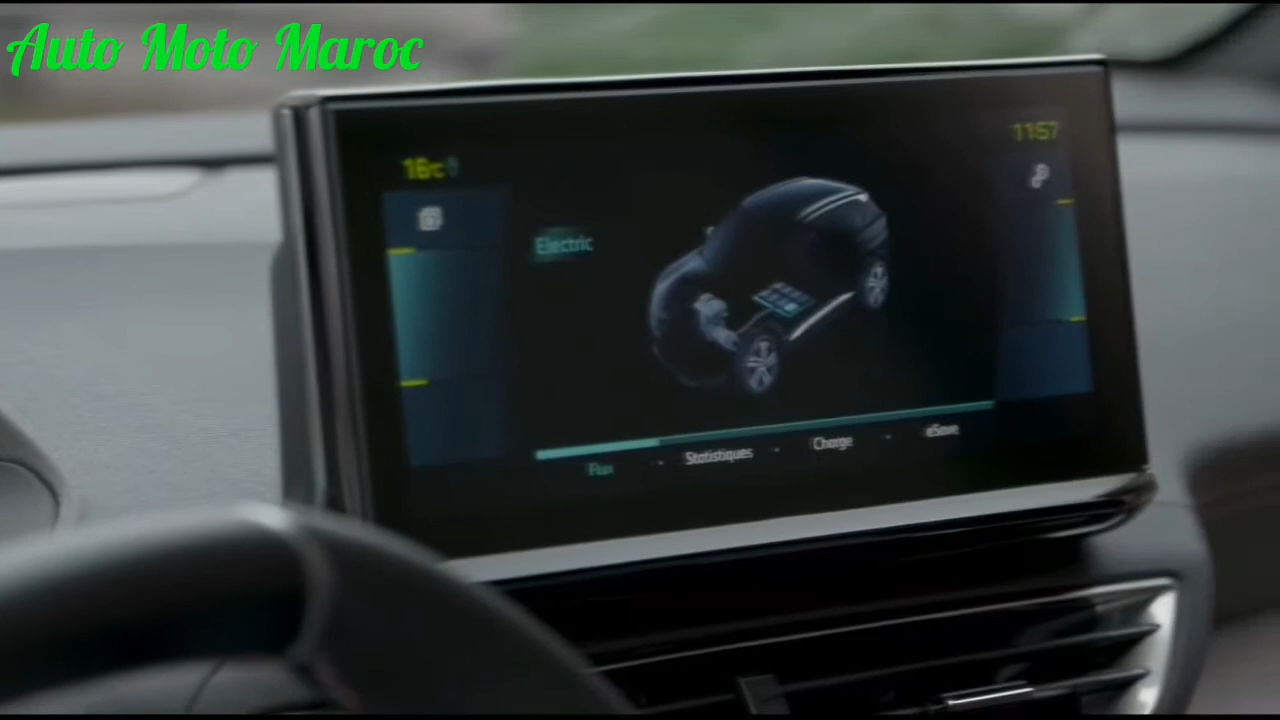 Auto Moto Maroc
16°C
11:57
Electric
Flux
Statistiques
Charge
eSave